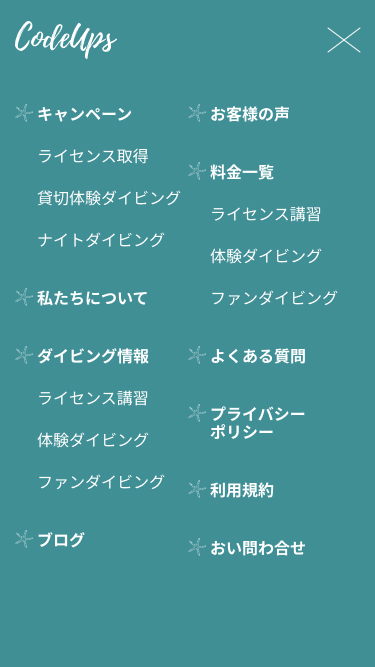 CodeUps
キャンペーン
ライセンス取得
貸切体験ダイビング
ナイトダイビング
私たちについて
ダイビング情報
ライセンス講習
体験ダイビング
ファンダイビング
ブログ
お客様の声
料金一覧
ライセンス講習
体験ダイビング
ファンダイビング
よくある質問
プライバシー
ポリシー
利用規約
おい問わ合せ